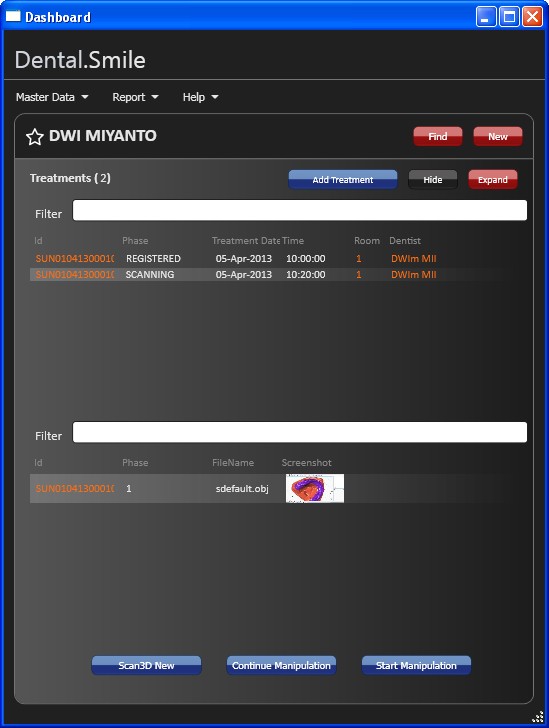 Dashboard
Dental.Smile
Master Data Report Help
DWI MIYANTO Find New
Treatments ( 2) Add Treatment Hide Expand
Filter
Id Phase Treatment Date Time Room Dentist
SUN01041300010 REGISTERED 05-Apr-2013 10:00:00 1 DWIm MII
SUN01041300010 SCANNING 05-Apr-2013 10:20:00 1 DWIm MII
Filter
Id Phase FileName Screenshot
SUN01041300010 1 sdefault.obj
Scan3D New Continue Manipulation Start Manipulation